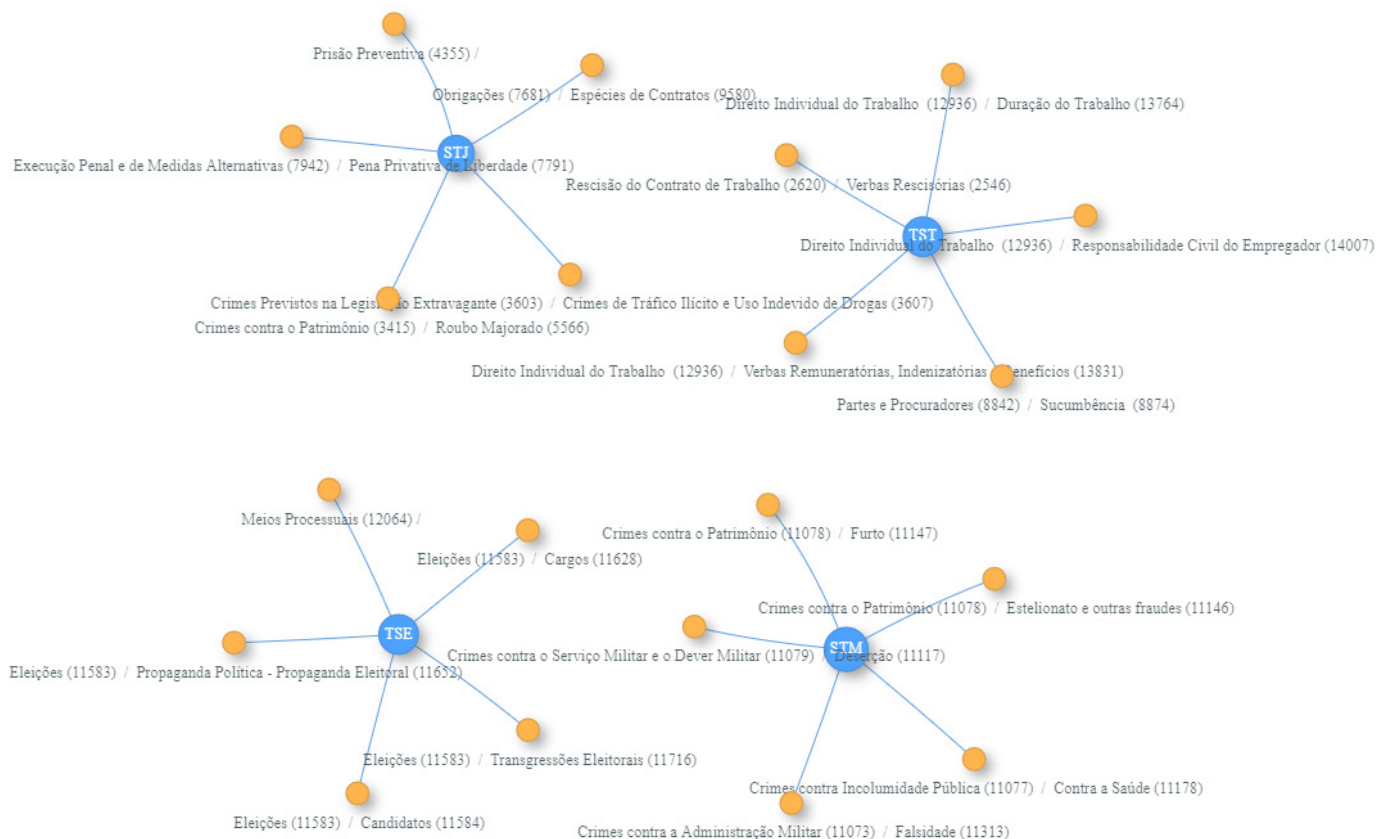 Prisão Preventiva (4355) /
Obrigações (7681) / Espécies de Contratos (9580)
STJ
Execução Penal e de Medidas Alternativas (7942) / Pena Privativa de Liberdade (7791)
Crimes Previstos na Legislação Extravagante (3603) / Crimes de Tráfico Ilícito e Uso Indevido de Drogas (3607)
Crimes contra o Patrimônio (3415) / Roubo Majorado (5566)
Direito Individual do Trabalho (12936) / Duração do Trabalho (13764)
Rescisão do Contrato de Trabalho (2620) / Verbas Rescisórias (2546)
TST
Direito Individual do Trabalho (12936) / Responsabilidade Civil do Empregador (14007)
Direito Individual do Trabalho (12936) / Verbas Remuneratórias, Indenizatórias e Benefícios (13831)
Partes e Procuradores (8842) / Sucumbência (8874)
Meios Processuais (12064) /
Eleições (11583) / Cargos (11628)
TSE
Eleições (11583) / Propaganda Política - Propaganda Eleitoral (11652)
Eleições (11583) / Transgressões Eleitorais (11716)
Eleições (11583) / Candidatos (11584)
Crimes contra o Patrimônio (11078) / Furto (11147)
Crimes contra o Patrimônio (11078) / Estelionato e outras fraudes (11146)
STM
Crimes contra o Serviço Militar e o Dever Militar (11079) / Deserção (11117)
Crimes contra Incolumidade Pública (11077) / Contra a Saúde (11178)
Crimes contra a Administração Militar (11073) / Falsidade (11313)